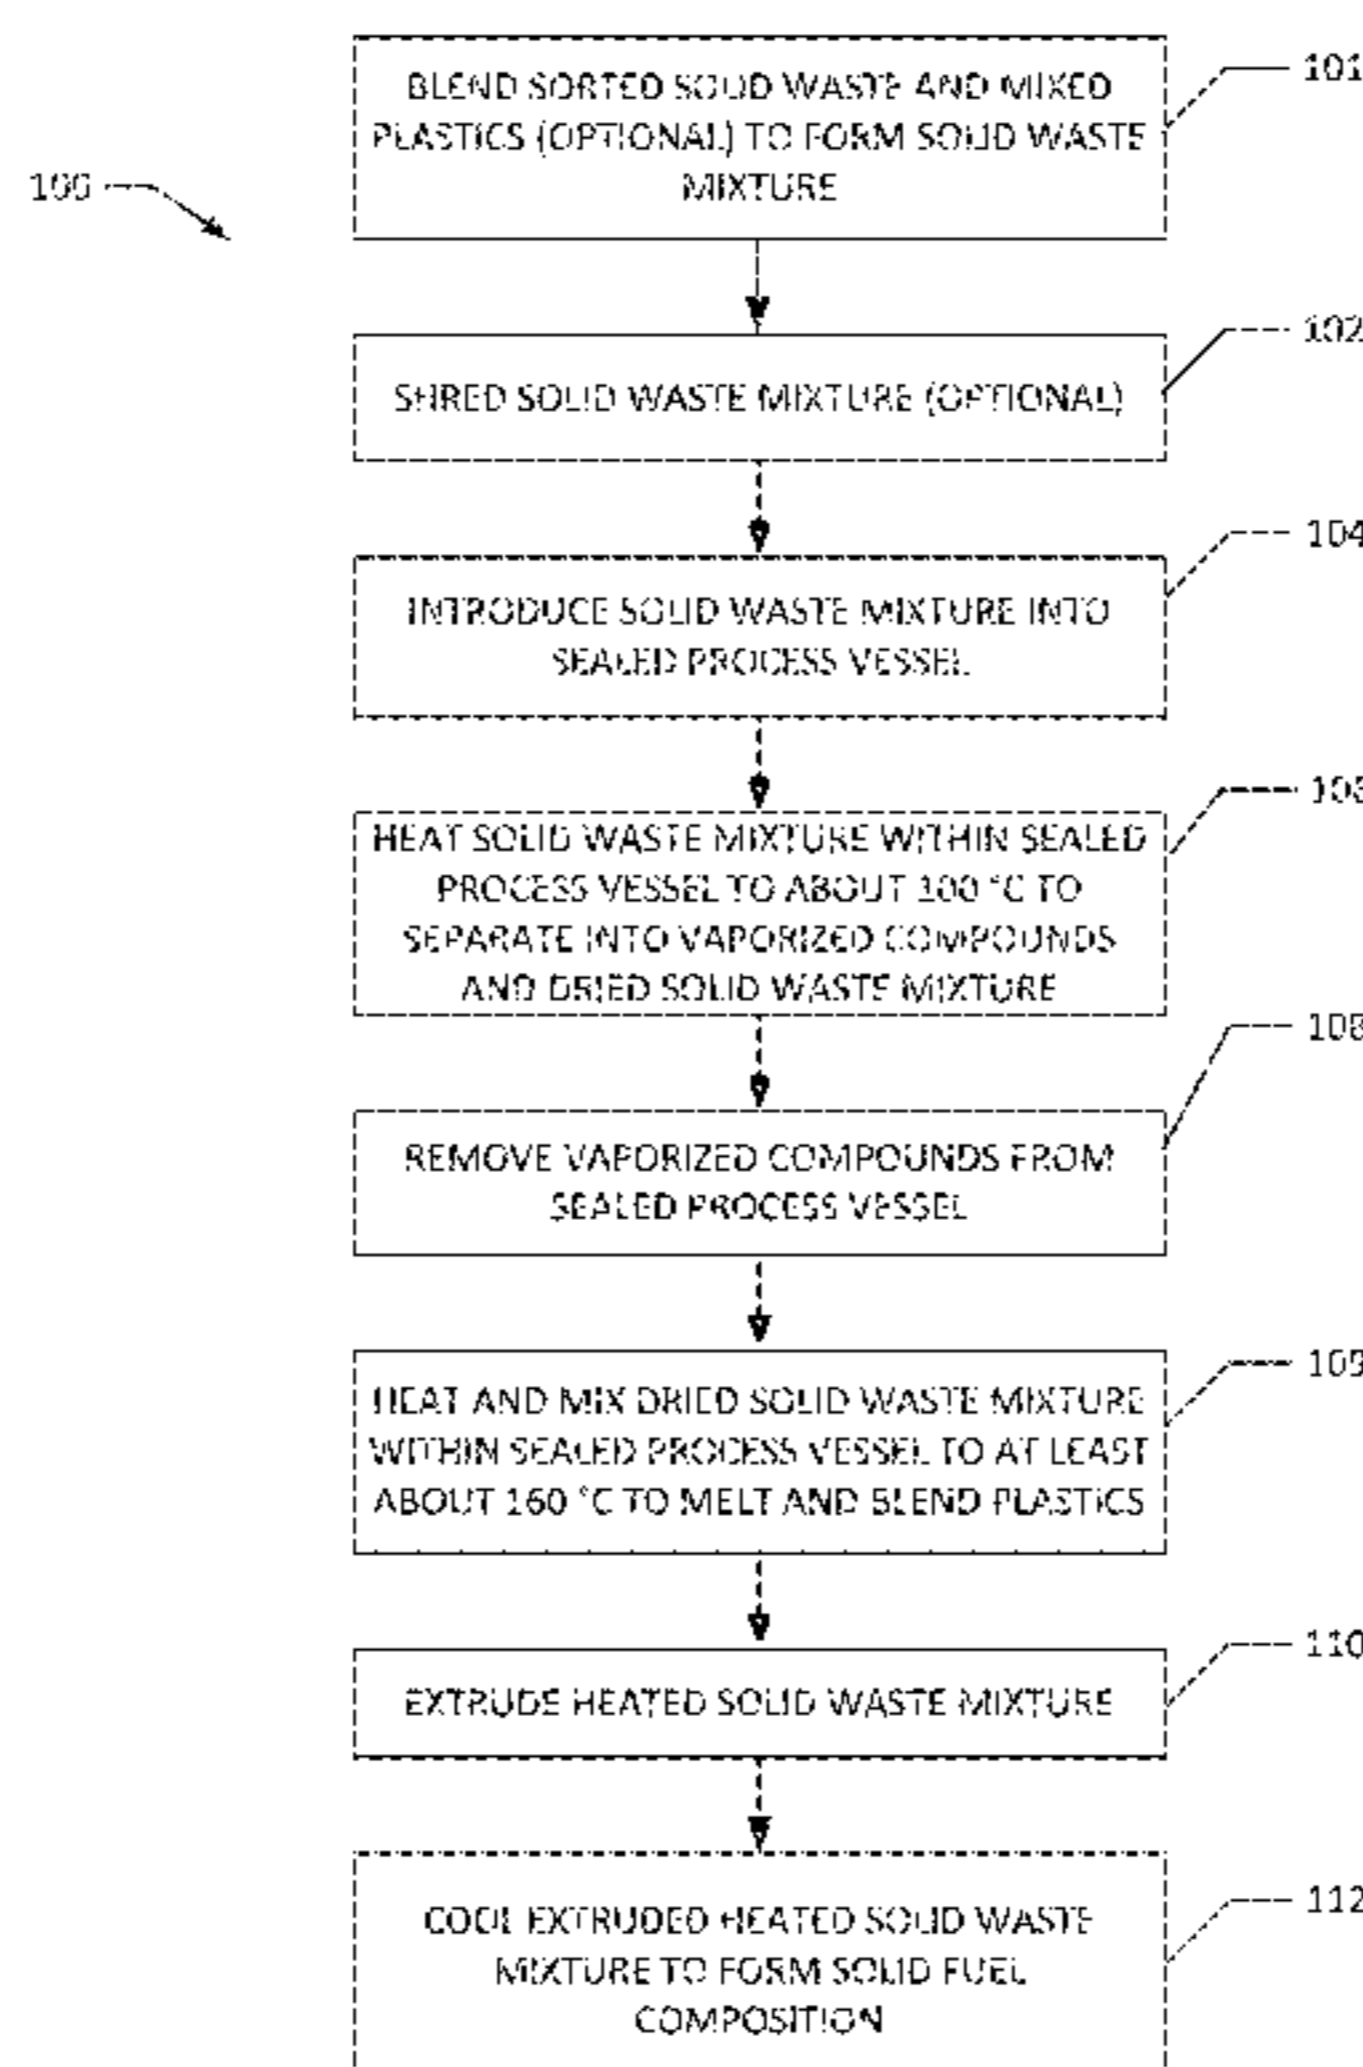 BLEND SORTED SOLID WASTE AND MIXED
PLASTICS (OPTIONAL) TO FORM SOLID WASTE
MIXTURE
101
100
SHRED SOLID WASTE MIXTURE (OPTIONAL)
102
INTRODUCE SOLID WASTE MIXTURE INTO
SEALED PROCESS VESSEL
104
HEAT SOLID WASTE MIXTURE WITHIN SEALED
PROCESS VESSEL TO ABOUT 100 °C TO
SEPARATE INTO VAPORIZED COMPOUNDS
AND DRIED SOLID WASTE MIXTURE
106
REMOVE VAPORIZED COMPOUNDS FROM
SEALED PROCESS VESSEL
108
HEAT AND MIX DRIED SOLID WASTE MIXTURE
WITHIN SEALED PROCESS VESSEL TO AT LEAST
ABOUT 160 °C TO MELT AND BLEND PLASTICS
109
EXTRUDE HEATED SOLID WASTE MIXTURE
110
COOL EXTRUDED HEATED SOLID WASTE
MIXTURE TO FORM SOLID FUEL
COMPOSITION
112